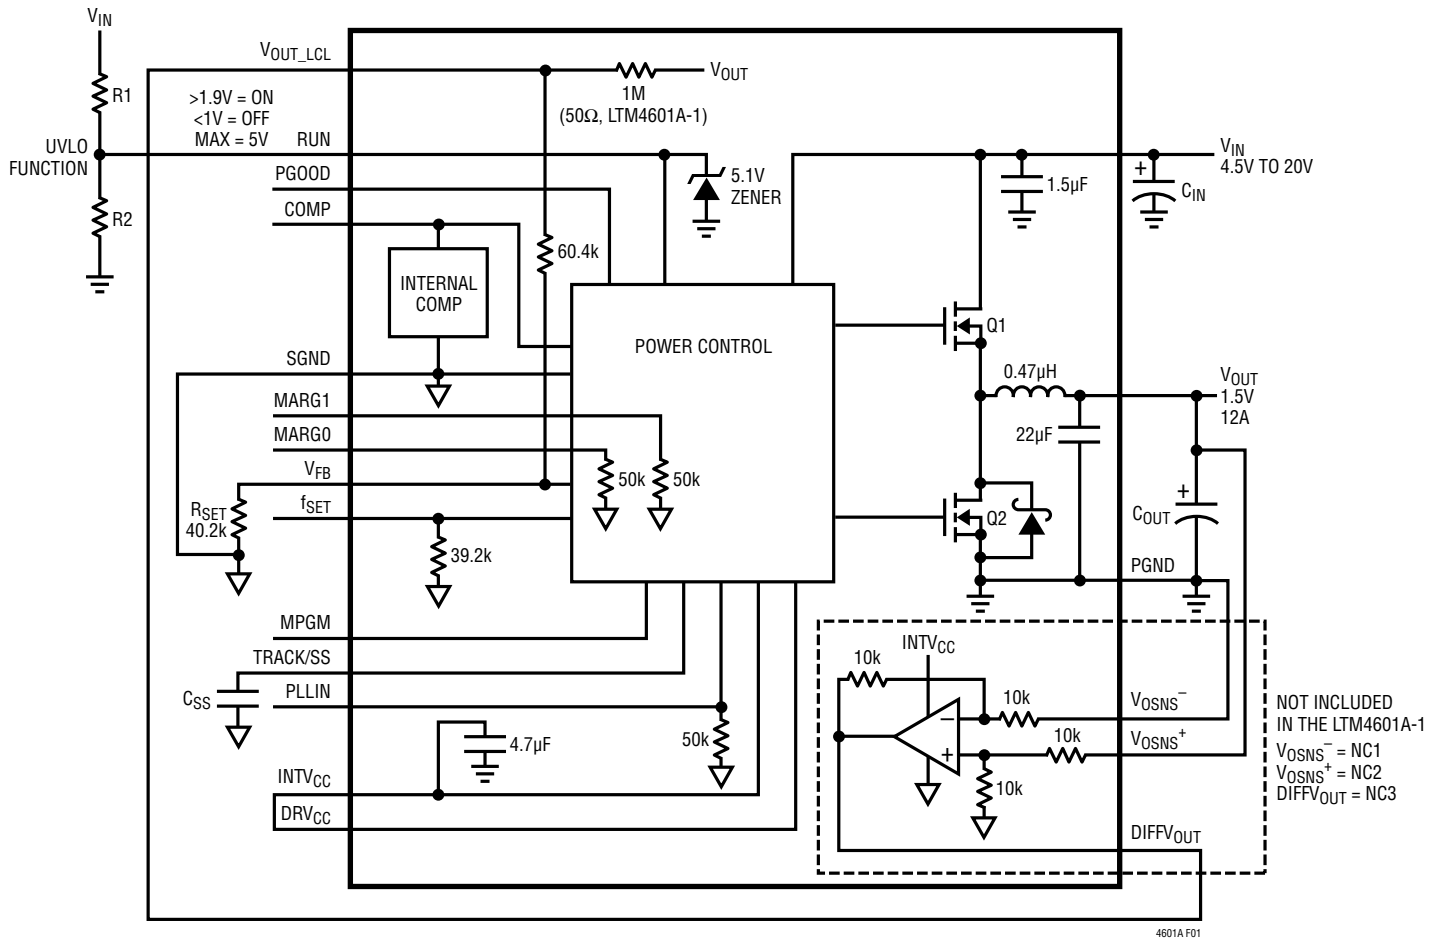 VIN
R1
UVLO
FUNCTION
R2
>1.9V = ON
<1V = OFF
MAX = 5V
VOUT_LCL
RUN
PGOOD
COMP
SGND
MARG1
MARG0
VFB
fSET
RSET
40.2k
MPGM
TRACK/SS
CSS
PLLIN
INTVCC
DRVCC
1M
(50Ω, LTM4601A-1)
VOUT
5.1V
ZENER
60.4k
INTERNAL
COMP
POWER CONTROL
50k
50k
39.2k
4.7µF
50k
1.5µF
VIN
4.5V TO 20V
CIN
Q1
0.47µH
22µF
VOUT
1.5V
12A
Q2
COUT
PGND
INTVCC
10k
10k
10k
10k
–
+
VOSNS–
VOSNS+
DIFFVOUT
NOT INCLUDED
IN THE LTM4601A-1
VOSNS– = NC1
VOSNS+ = NC2
DIFFVOUT = NC3
4601A F01